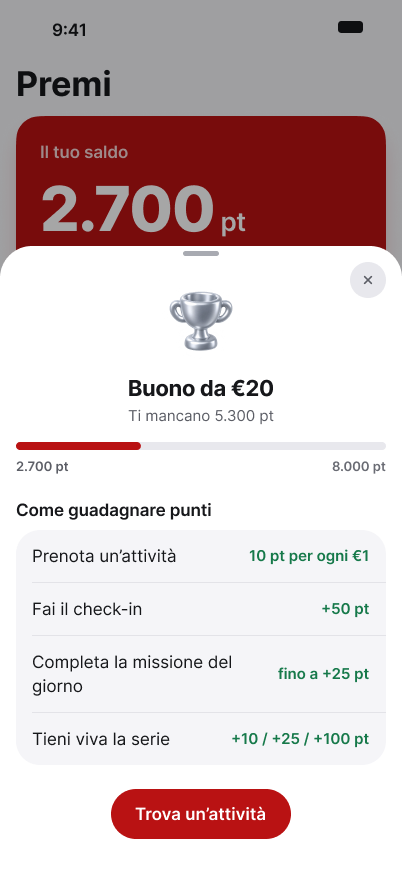 9:41
Premi
Il tuo saldo
2.700 pt
Buono da €20
Ti mancano 5.300 pt
2.700 pt 8.000 pt
Come guadagnare punti
Prenota un’attività 10 pt per ogni €1
Fai il check-in +50 pt
Completa la missione del
giorno fino a +25 pt
Tieni viva la serie +10 / +25 / +100 pt
Trova un’attività